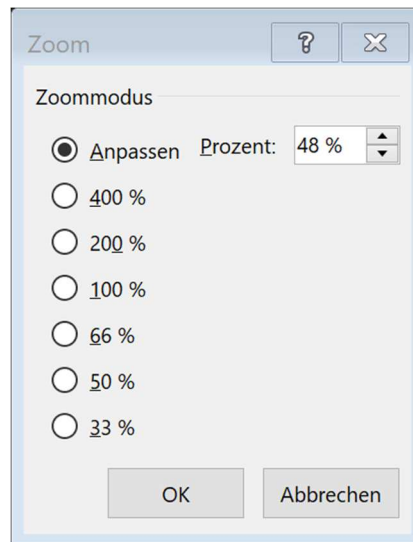 Zoom
Zoommodus
Anpassen Prozent: 48 %
400 %
200 %
100 %
66 %
50 %
33 %
OK Abbrechen